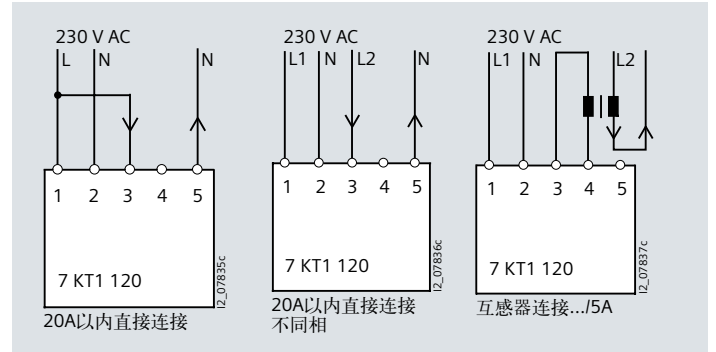 230 V AC
L N N
1 2 3 4 5
7 KT1 120
I2_07835c
20A以内直接连接
230 V AC
L1 N L2 N
1 2 3 4 5
7 KT1 120
I2_07836c
20A以内直接连接
不同相
230 V AC
L1 N L2
1 2 3 4 5
7 KT1 120
I2_07837c
互感器连接.../5A